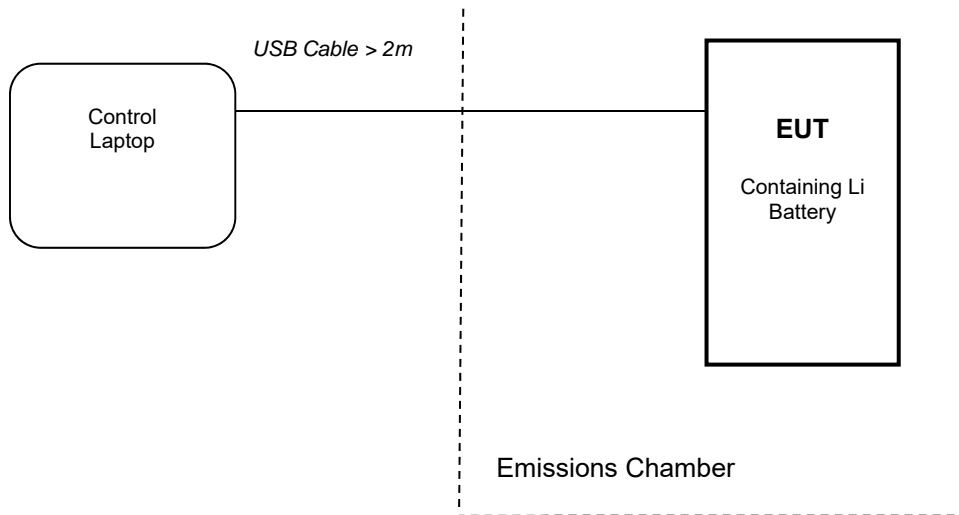 USB Cable > 2m
Control
Laptop
EUT
Containing Li
Battery
Emissions Chamber